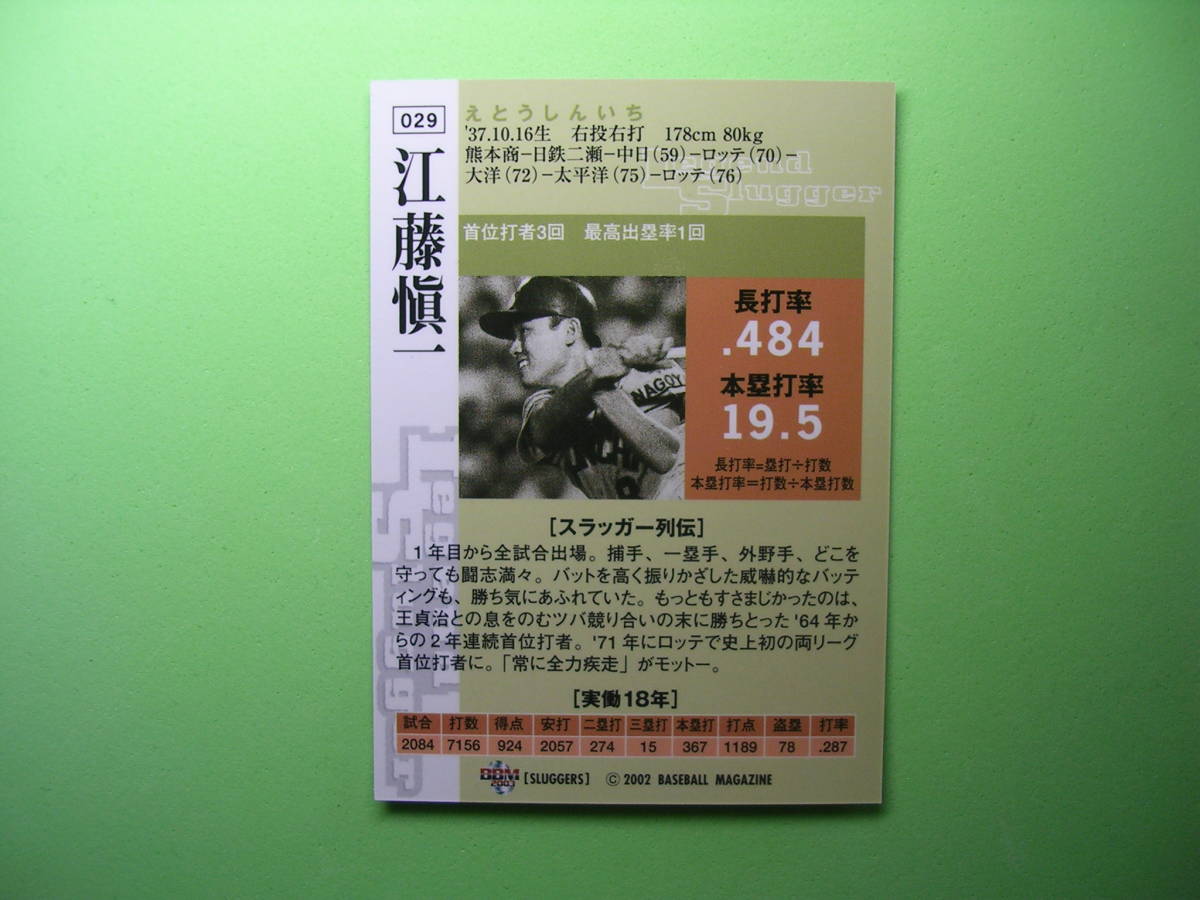 029
江藤愼一
えとうしんいち
'37.10.16生 右投右打 178cm 80kg
熊本商−日鉄二瀬−中日(59)−ロッテ(70)−
大洋(72)−太平洋(75)−ロッテ(76)
Legend
Slugger
首位打者3回 最高出塁率1回
NAGOY
長打率
.484
本塁打率
19.5
長打率=塁打÷打数
本塁打率=打数÷本塁打数
[スラッガー列伝]
1年目から全試合出場。捕手、一塁手、外野手、どこを
守っても闘志満々。バットを高く振りかざした威嚇的なバッテ
ィングも、勝ち気にあふれていた。もっともすさまじかったのは、
王貞治との息をのむツバ競り合いの末に勝ちとった'64年か
らの2年連続首位打者。'71年にロッテで史上初の両リーグ
首位打者に。「常に全力疾走」がモットー。
[実働18年]
試合 打数 得点 安打 二塁打 三塁打 本塁打 打点 盗塁 打率
2084 7156 924 2057 274 15 367 1189 78 .287
BBM 2003 [SLUGGERS] © 2002 BASEBALL MAGAZINE
Legend
Slugger